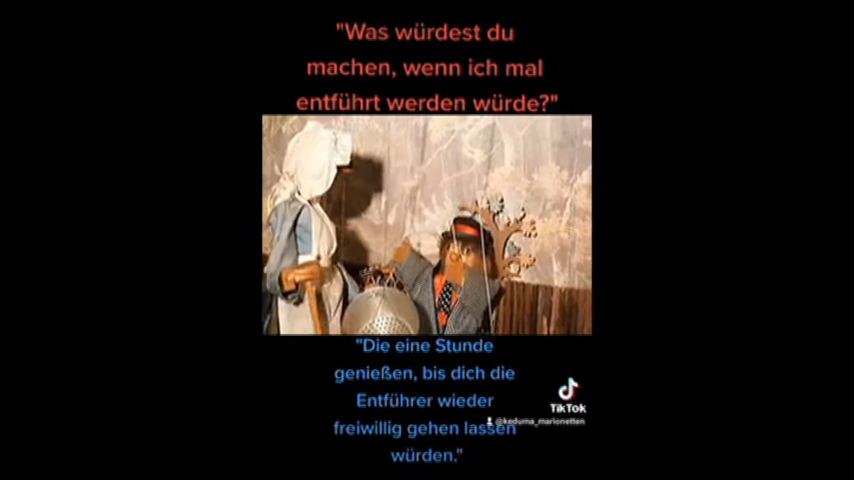 "Was würdest du
machen, wenn ich mal
entführt werden würde?"
"Die eine Stunde
genießen, bis dich die
Entführer wieder
freiwillig gehen lassen
würden."
TikTok
@keduma_marionetten